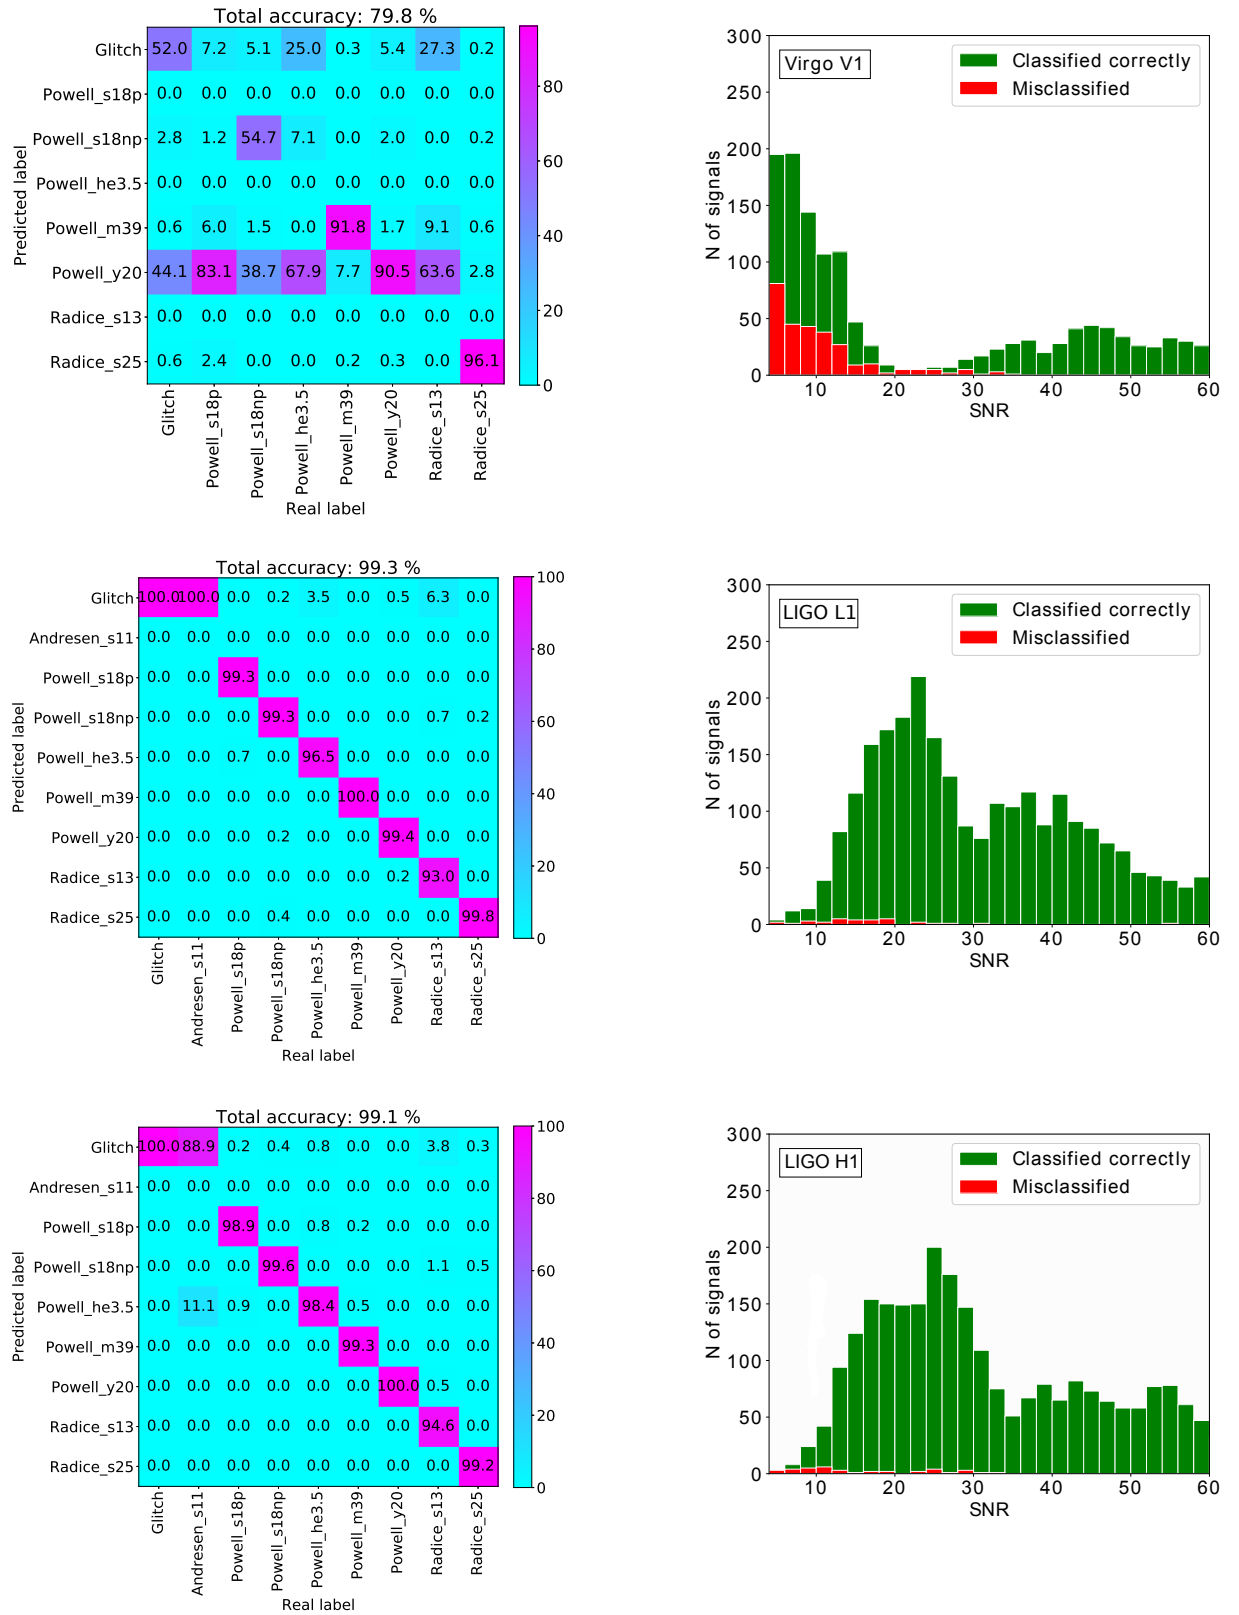 Total accuracy: 79.8 %
Predicted label
Glitch 52.0 7.2 5.1 25.0 0.3 5.4 27.3 0.2
Powell_s18p 0.0 0.0 0.0 0.0 0.0 0.0 0.0 0.0
Powell_s18np 2.8 1.2 54.7 7.1 0.0 2.0 0.0 0.2
Powell_he3.5 0.0 0.0 0.0 0.0 0.0 0.0 0.0 0.0
Powell_m39 0.6 6.0 1.5 0.0 91.8 1.7 9.1 0.6
Powell_y20 44.1 83.1 38.7 67.9 7.7 90.5 63.6 2.8
Radice_s13 0.0 0.0 0.0 0.0 0.0 0.0 0.0 0.0
Radice_s25 0.6 2.4 0.0 0.0 0.2 0.3 0.0 96.1
Glitch Powell_s18p Powell_s18np Powell_he3.5 Powell_m39 Powell_y20 Radice_s13 Radice_s25
Real label
80
60
40
20
0
Virgo V1
Classified correctly
Misclassified
N of signals
300
250
200
150
100
50
0
10 20 30 40 50 60
SNR
Total accuracy: 99.3 %
Predicted label
Glitch 100.0 100.0 0.0 0.2 3.5 0.0 0.5 6.3 0.0
Andresen_s11 0.0 0.0 0.0 0.0 0.0 0.0 0.0 0.0 0.0
Powell_s18p 0.0 0.0 99.3 0.0 0.0 0.0 0.0 0.0 0.0
Powell_s18np 0.0 0.0 0.0 99.3 0.0 0.0 0.0 0.7 0.2
Powell_he3.5 0.0 0.0 0.7 0.0 96.5 0.0 0.0 0.0 0.0
Powell_m39 0.0 0.0 0.0 0.0 0.0 100.0 0.0 0.0 0.0
Powell_y20 0.0 0.0 0.0 0.2 0.0 0.0 99.4 0.0 0.0
Radice_s13 0.0 0.0 0.0 0.0 0.0 0.0 0.2 93.0 0.0
Radice_s25 0.0 0.0 0.0 0.4 0.0 0.0 0.0 0.0 99.8
Glitch Andresen_s11 Powell_s18p Powell_s18np Powell_he3.5 Powell_m39 Powell_y20 Radice_s13 Radice_s25
Real label
100
80
60
40
20
0
LIGO L1
Classified correctly
Misclassified
N of signals
300
250
200
150
100
50
0
10 20 30 40 50 60
SNR
Total accuracy: 99.1 %
Predicted label
Glitch 100.0 88.9 0.2 0.4 0.8 0.0 0.0 3.8 0.3
Andresen_s11 0.0 0.0 0.0 0.0 0.0 0.0 0.0 0.0 0.0
Powell_s18p 0.0 0.0 98.9 0.0 0.8 0.2 0.0 0.0 0.0
Powell_s18np 0.0 0.0 0.0 99.6 0.0 0.0 0.0 1.1 0.5
Powell_he3.5 0.0 11.1 0.9 0.0 98.4 0.5 0.0 0.0 0.0
Powell_m39 0.0 0.0 0.0 0.0 0.0 99.3 0.0 0.0 0.0
Powell_y20 0.0 0.0 0.0 0.0 0.0 0.0 100.0 0.5 0.0
Radice_s13 0.0 0.0 0.0 0.0 0.0 0.0 0.0 94.6 0.0
Radice_s25 0.0 0.0 0.0 0.0 0.0 0.0 0.0 0.0 99.2
Glitch Andresen_s11 Powell_s18p Powell_s18np Powell_he3.5 Powell_m39 Powell_y20 Radice_s13 Radice_s25
Real label
100
80
60
40
20
0
LIGO H1
Classified correctly
Misclassified
N of signals
300
250
200
150
100
50
0
10 20 30 40 50 60
SNR